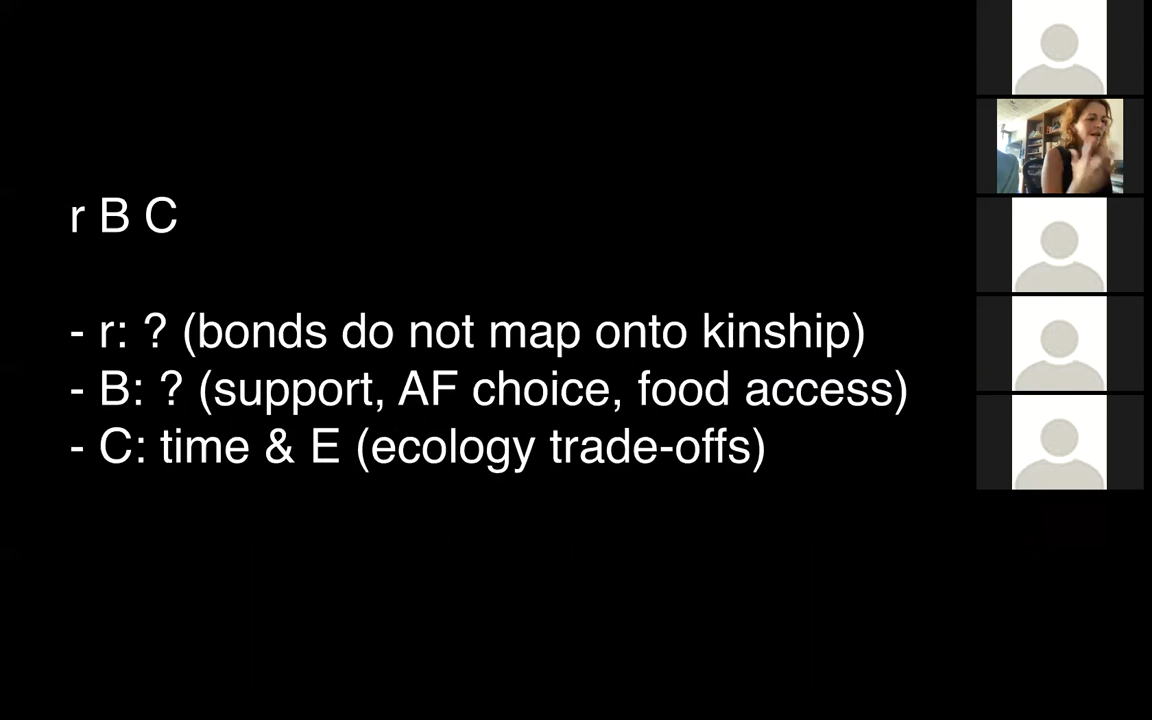 r B C
- r: ? (bonds do not map onto kinship)
- B: ? (support, AF choice, food access)
- C: time & E (ecology trade-offs)